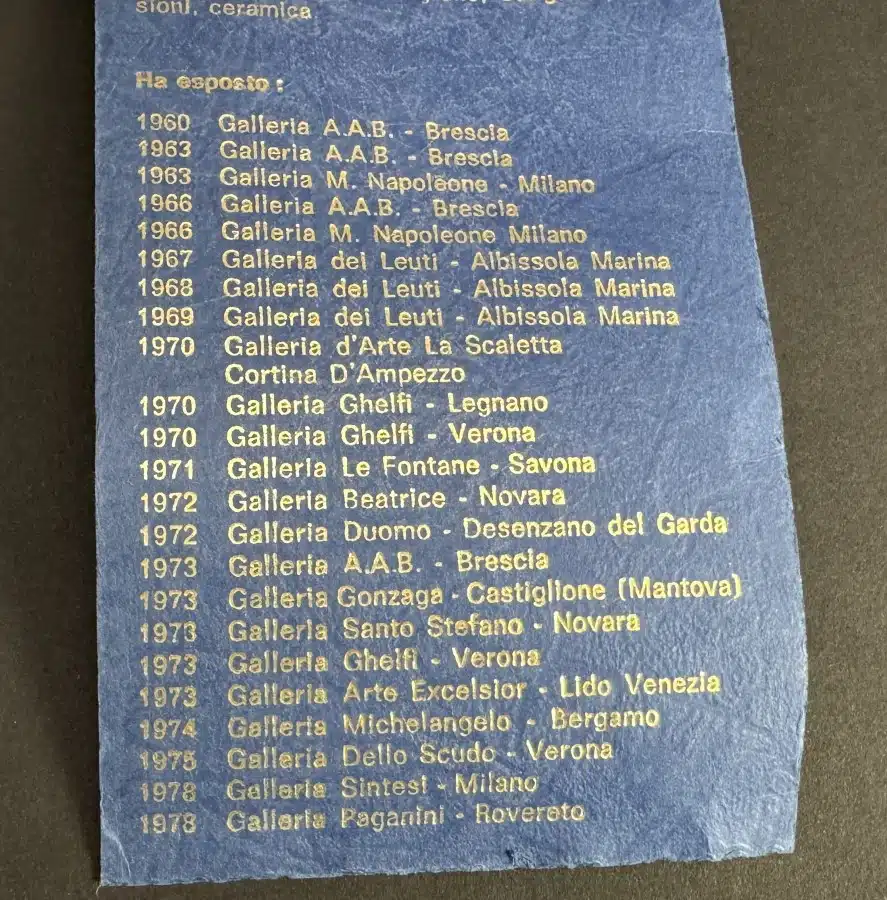 sioni, ceramica
Ha esposto :
1960 Galleria A.A.B. - Brescia
1963 Galleria A.A.B. - Brescia
1963 Galleria M. Napoleone - Milano
1966 Galleria A.A.B. - Brescia
1966 Galleria M. Napoleone Milano
1967 Galleria dei Leuti - Albissola Marina
1968 Galleria dei Leuti - Albissola Marina
1969 Galleria dei Leuti - Albissola Marina
1970 Galleria d'Arte La Scaletta
Cortina D'Ampezzo
1970 Galleria Ghelfi - Legnano
1970 Galleria Ghelfi - Verona
1971 Galleria Le Fontane - Savona
1972 Galleria Beatrice - Novara
1972 Galleria Duomo - Desenzano del Garda
1973 Galleria A.A.B. - Brescia
1973 Galleria Gonzaga - Castiglione (Mantova)
1973 Galleria Santo Stefano - Novara
1973 Galleria Ghelfi - Verona
1973 Galleria Arte Excelsior - Lido Venezia
1974 Galleria Michelangelo - Bergamo
1975 Galleria Dello Scudo - Verona
1978 Galleria Sintesi - Milano
1978 Galleria Paganini - Rovereto